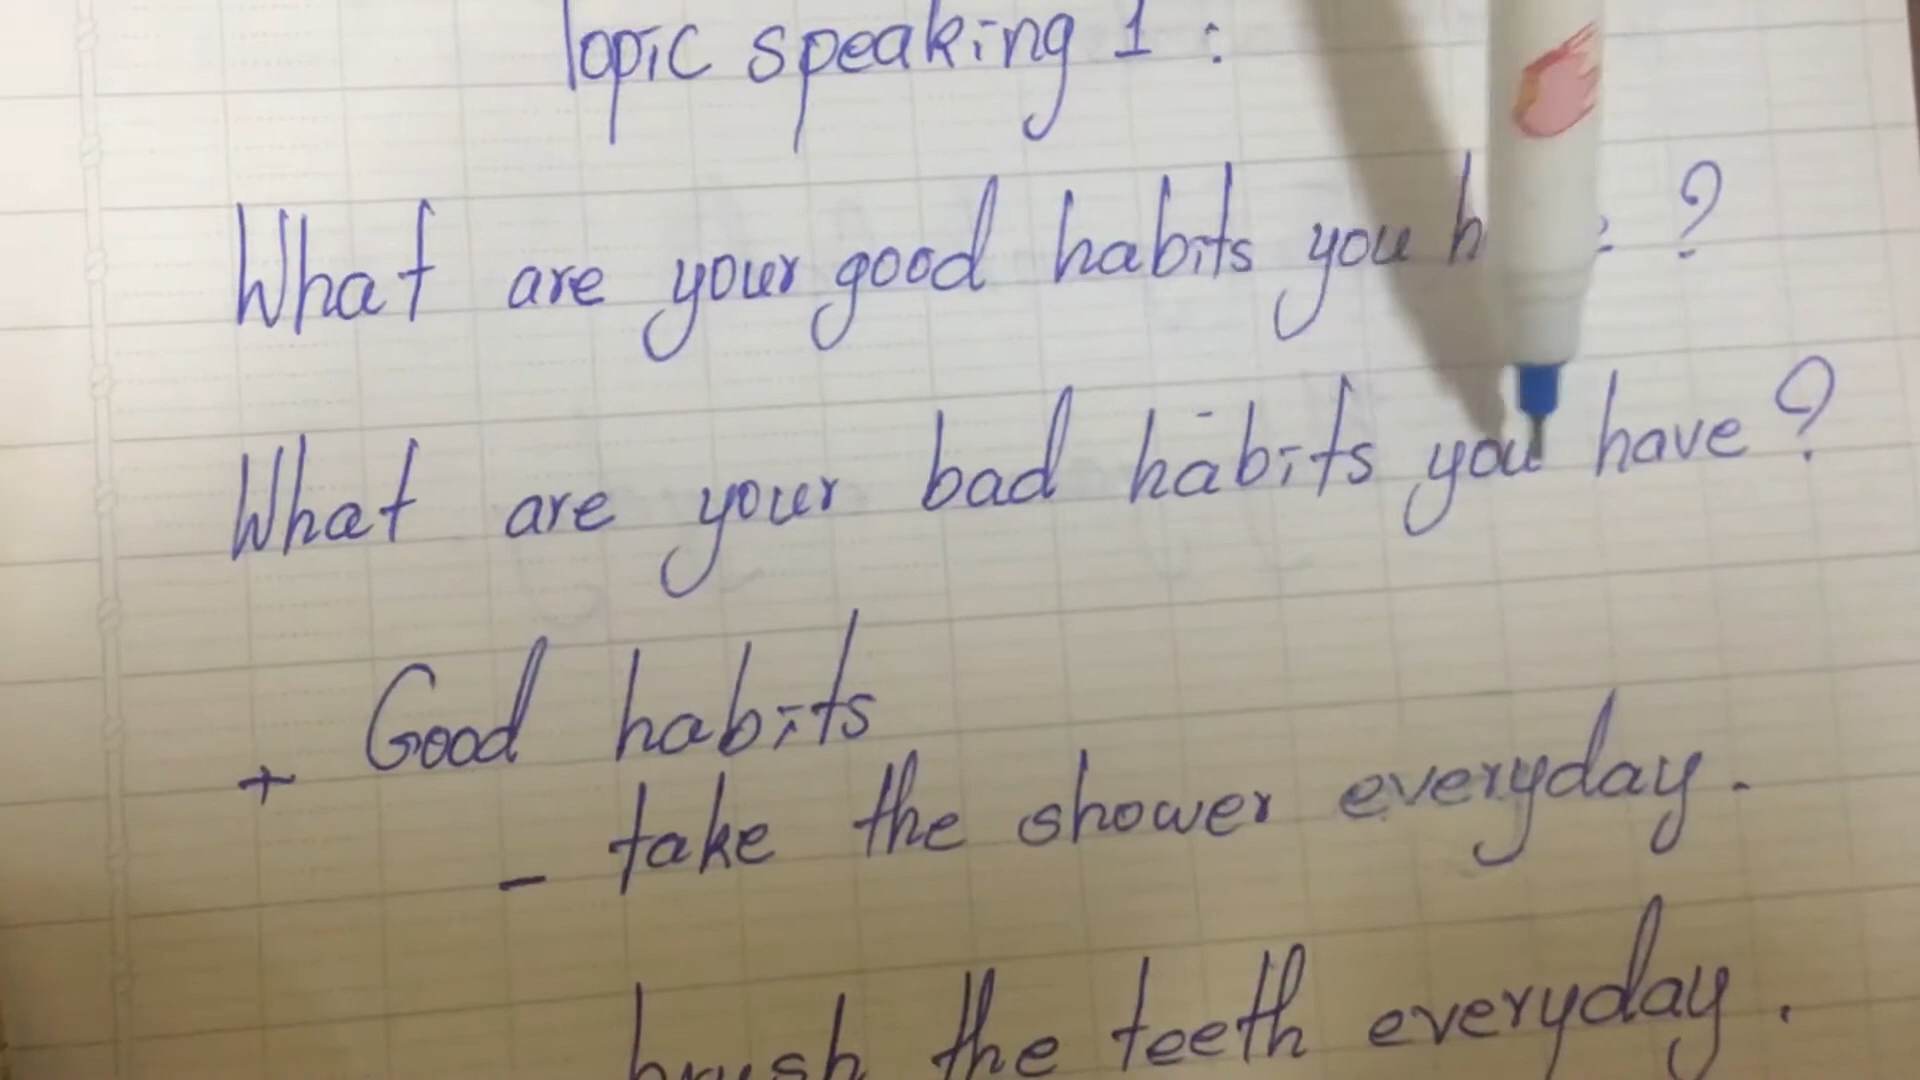 Topic speaking 1 :
What are your good habits you ?
What are your bad habits you have ?
+ Good habits
- take the shower everyday .
brush the teeth everyday .